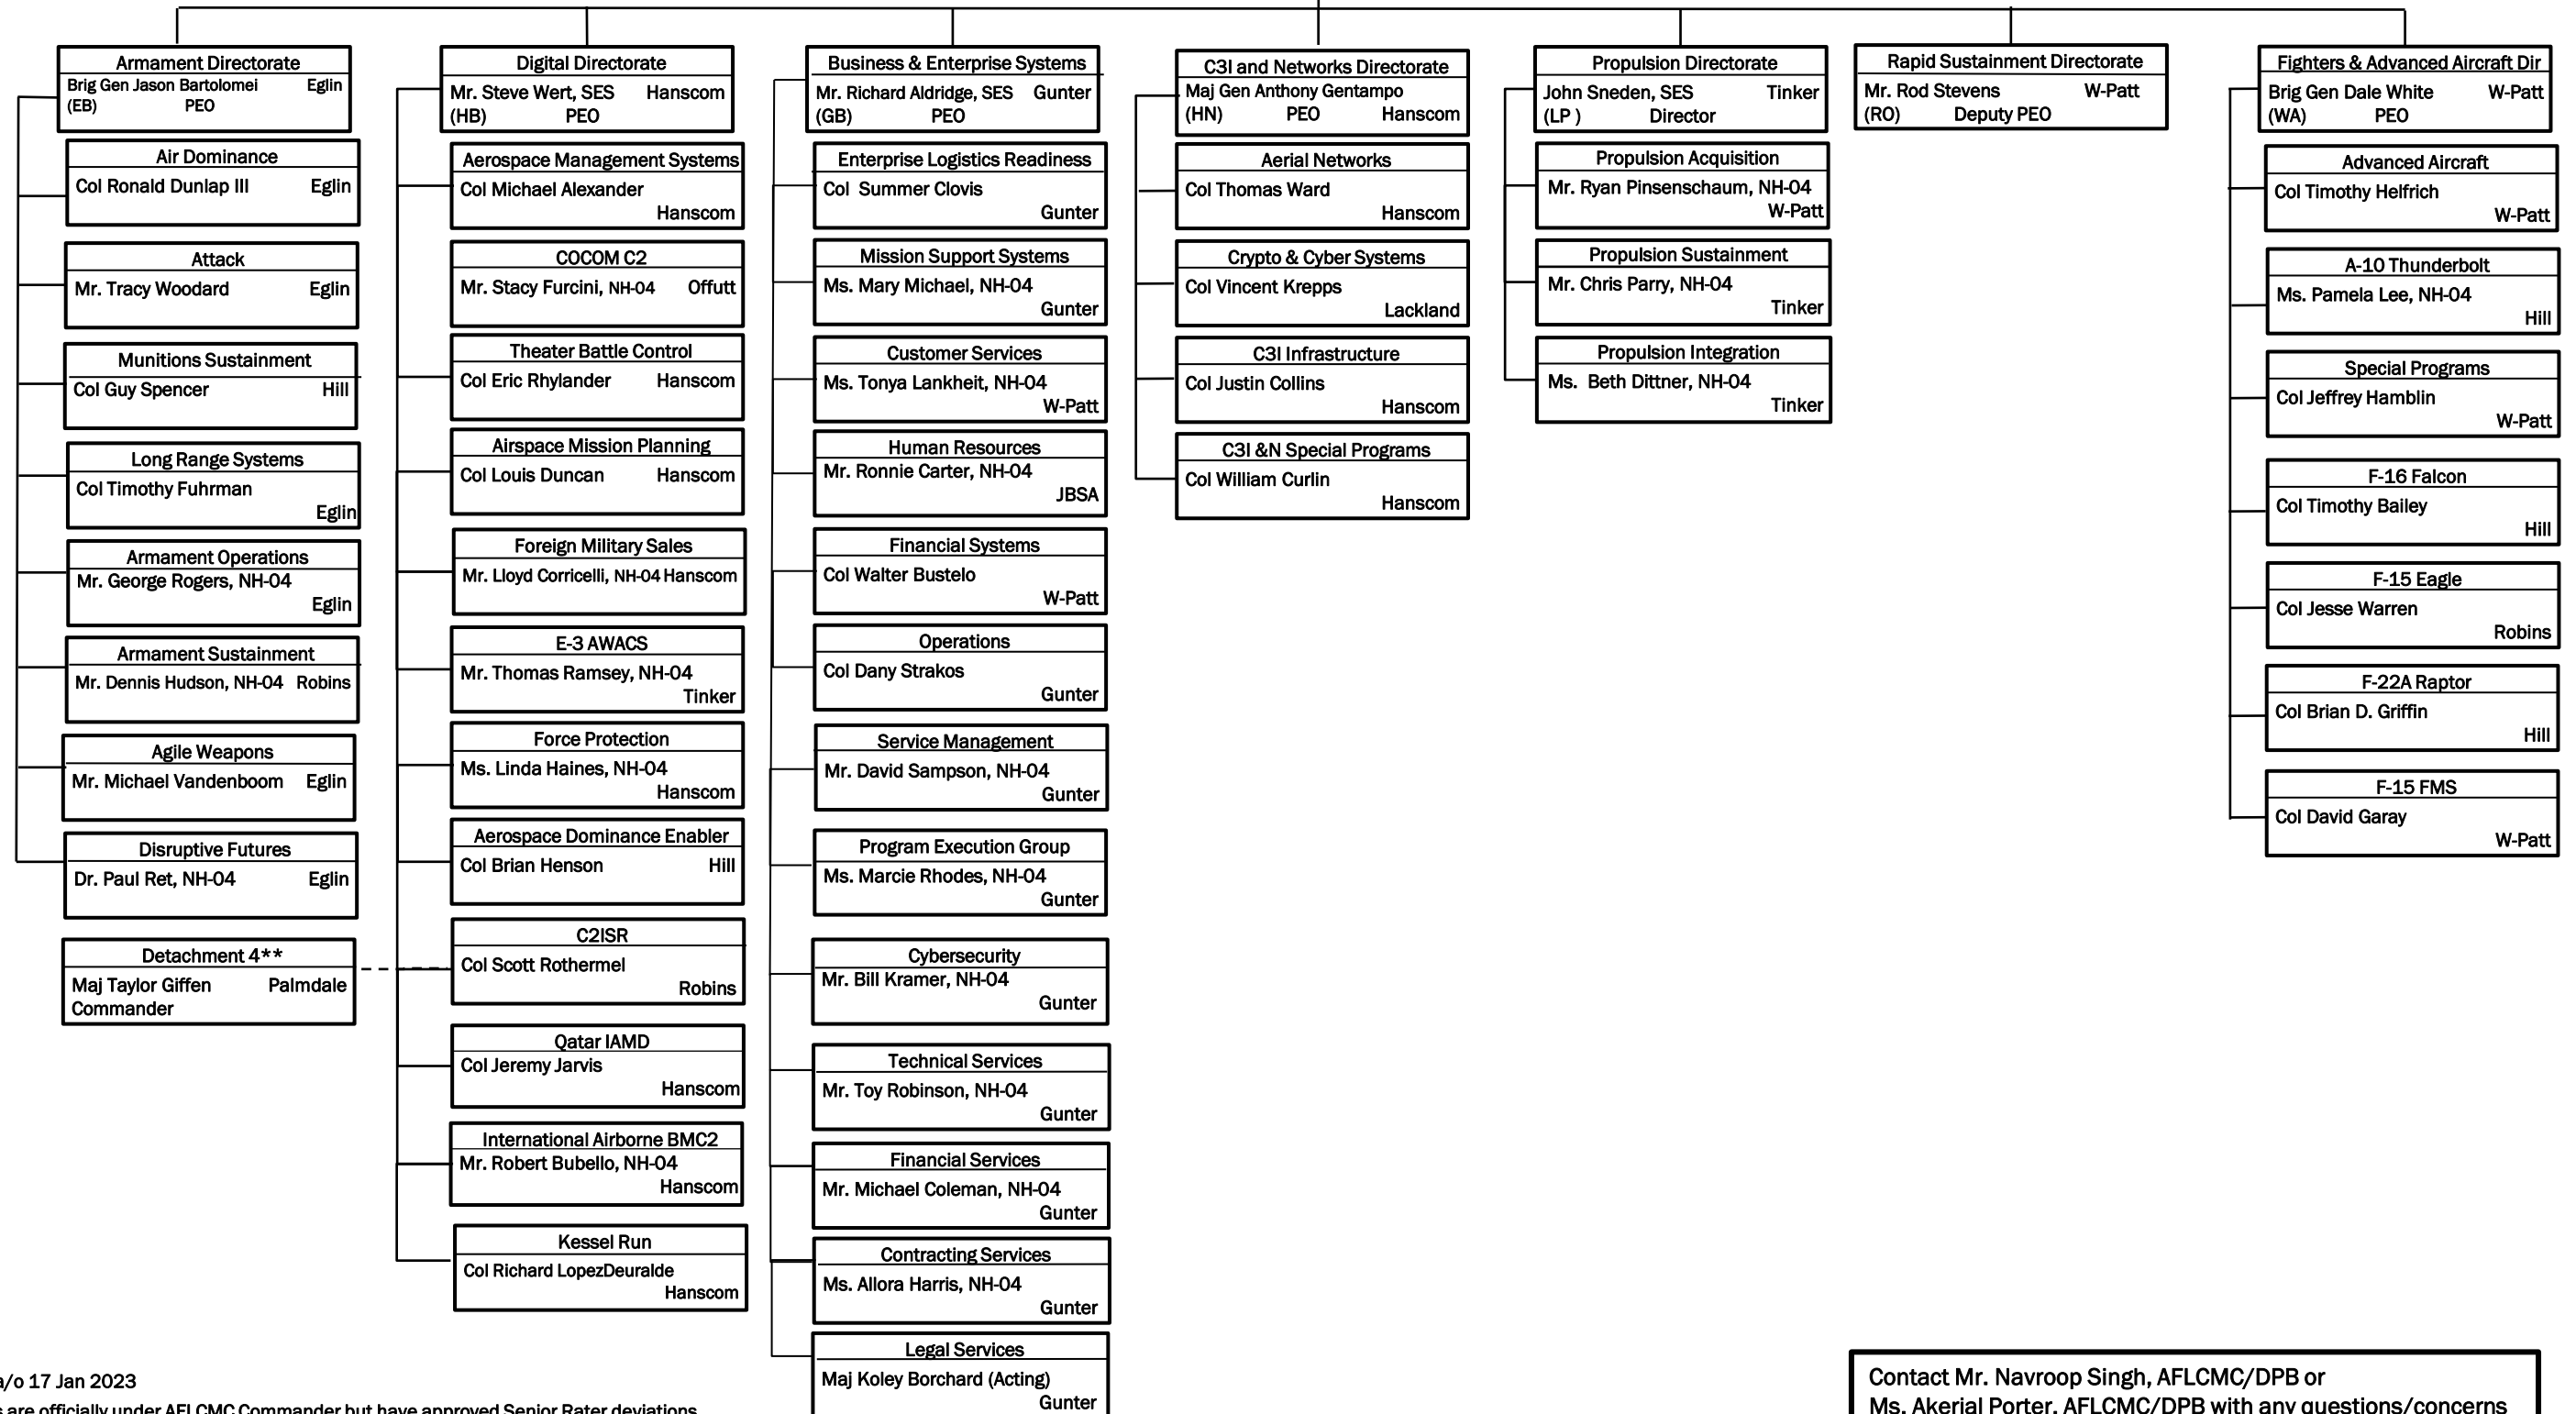 Armament Directorate
Brig Gen Jason Bartolomei Eglin
(EB) PEO
Air Dominance
Col Ronald Dunlap III Eglin
Attack
Mr. Tracy Woodard Eglin
Munitions Sustainment
Col Guy Spencer Hill
Long Range Systems
Col Timothy Fuhrman
Eglin
Armament Operations
Mr. George Rogers, NH-04
Eglin
Armament Sustainment
Mr. Dennis Hudson, NH-04 Robins
Agile Weapons
Mr. Michael Vandenboom Eglin
Disruptive Futures
Dr. Paul Ret, NH-04 Eglin
Detachment 4**
Maj Taylor Giffen Palmdale
Commander
Digital Directorate
Mr. Steve Wert, SES Hanscom
(HB) PEO
Aerospace Management Systems
Col Michael Alexander
Hanscom
COCOM C2
Mr. Stacy Furcini, NH-04 Offutt
Theater Battle Control
Col Eric Rhylander Hanscom
Airspace Mission Planning
Col Louis Duncan Hanscom
Foreign Military Sales
Mr. Lloyd Corricelli, NH-04 Hanscom
E-3 AWACS
Mr. Thomas Ramsey, NH-04
Tinker
Force Protection
Ms. Linda Haines, NH-04
Hanscom
Aerospace Dominance Enabler
Col Brian Henson Hill
C2ISR
Col Scott Rothermel
Robins
Qatar IAMD
Col Jeremy Jarvis
Hanscom
International Airborne BMC2
Mr. Robert Bubello, NH-04
Hanscom
Kessel Run
Col Richard LopezDeuralde
Hanscom
Business & Enterprise Systems
Mr. Richard Aldridge, SES Gunter
(GB) PEO
Enterprise Logistics Readiness
Col Summer Clovis
Gunter
Mission Support Systems
Ms. Mary Michael, NH-04
Gunter
Customer Services
Ms. Tonya Lankheit, NH-04
W-Patt
Human Resources
Mr. Ronnie Carter, NH-04
JBSA
Financial Systems
Col Walter Bustelo
W-Patt
Operations
Col Dany Strakos
Gunter
Service Management
Mr. David Sampson, NH-04
Gunter
Program Execution Group
Ms. Marcie Rhodes, NH-04
Gunter
Cybersecurity
Mr. Bill Kramer, NH-04
Gunter
Technical Services
Mr. Toy Robinson, NH-04
Gunter
Financial Services
Mr. Michael Coleman, NH-04
Gunter
Contracting Services
Ms. Allora Harris, NH-04
Gunter
Legal Services
Maj Koley Borchard (Acting)
Gunter
C3I and Networks Directorate
Maj Gen Anthony Gentampo
(HN) PEO Hanscom
Aerial Networks
Col Thomas Ward
Hanscom
Crypto & Cyber Systems
Col Vincent Krepps
Lackland
C3I Infrastructure
Col Justin Collins
Hanscom
C3I &N Special Programs
Col William Curlin
Hanscom
Propulsion Directorate
John Sneden, SES Tinker
(LP ) Director
Propulsion Acquisition
Mr. Ryan Pinsenschaum, NH-04
W-Patt
Propulsion Sustainment
Mr. Chris Parry, NH-04
Tinker
Propulsion Integration
Ms. Beth Dittner, NH-04
Tinker
Rapid Sustainment Directorate
Mr. Rod Stevens W-Patt
(RO) Deputy PEO
Fighters & Advanced Aircraft Dir
Brig Gen Dale White W-Patt
(WA) PEO
Advanced Aircraft
Col Timothy Helfrich
W-Patt
A-10 Thunderbolt
Ms. Pamela Lee, NH-04
Hill
Special Programs
Col Jeffrey Hamblin
W-Patt
F-16 Falcon
Col Timothy Bailey
Hill
F-15 Eagle
Col Jesse Warren
Robins
F-22A Raptor
Col Brian D. Griffin
Hill
F-15 FMS
Col David Garay
W-Patt
a/o 17 Jan 2023
are officially under AFLCMC Commander but have approved Senior Rater deviations
Contact Mr. Navroop Singh, AFLCMC/DPB or
Ms. Akerial Porter, AFLCMC/DPB with any questions/concerns